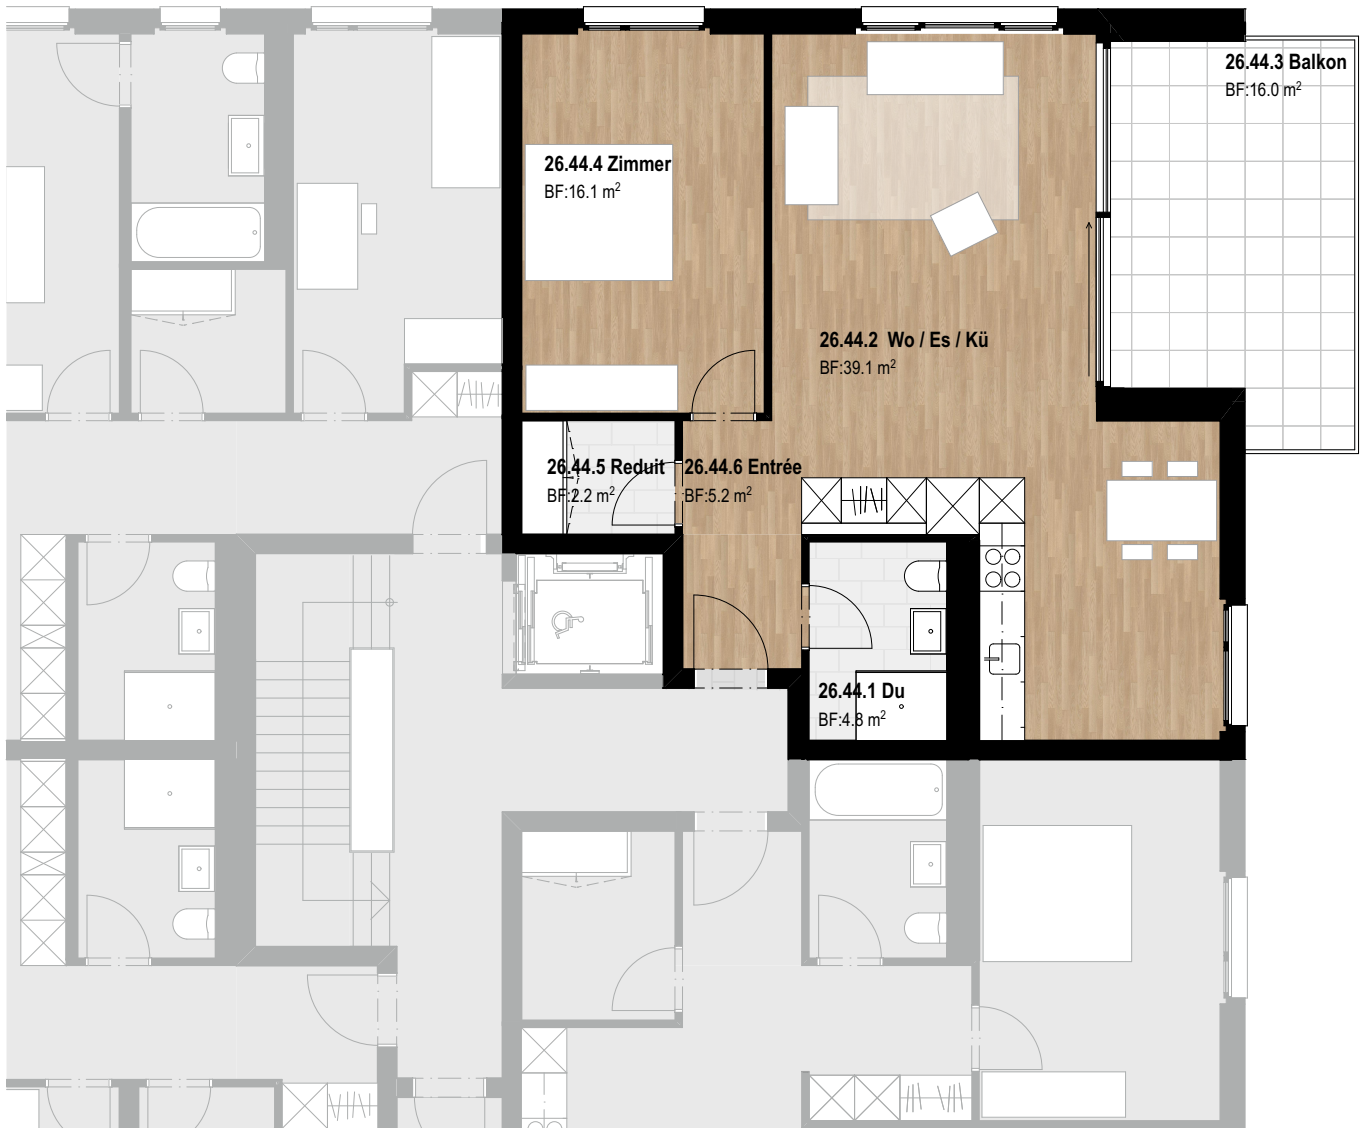 26.44.3 Balkon
BF:16.0 m²
26.44.4 Zimmer
BF:16.1 m²
26.44.2 Wo / Es / Kü
BF:39.1 m²
26.44.5 Reduit
BF:2.2 m²
26.44.6 Entrée
BF:5.2 m²
26.44.1 Du
BF:4.8 m²